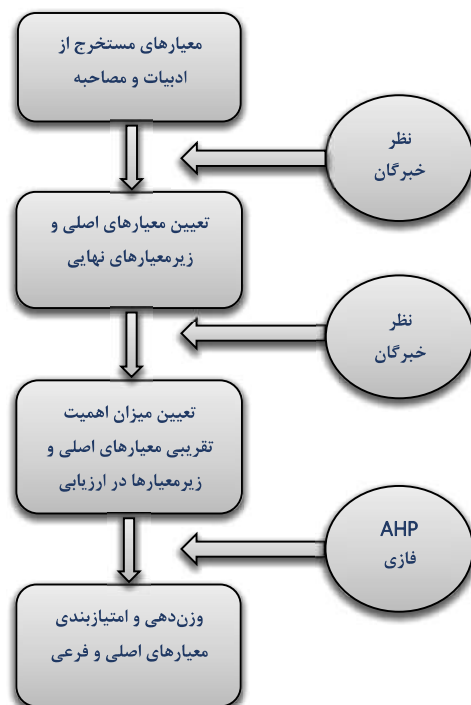 معیارهای مستخرج از
ادبیات و مصاحبه
نظر
خبرگان
تعیین معیارهای اصلی و
زیرمعیارهای نهایی
نظر
خبرگان
تعیین میزان اهمیت
تقریبی معیارهای اصلی و
زیرمعیارها در ارزیابی
AHP
فازی
وزن‌دهی و امتیازبندی
معیارهای اصلی و فرعی